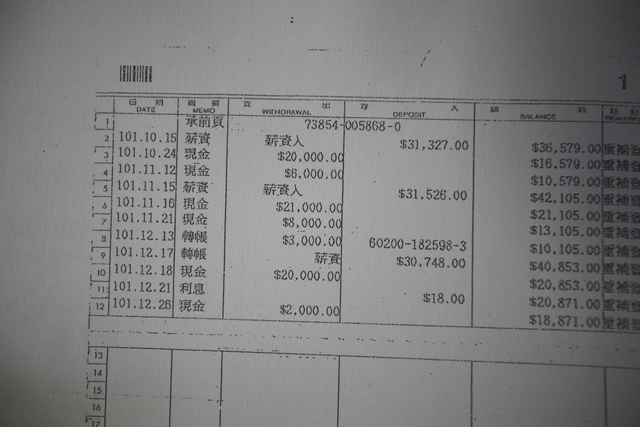 1
日 期 摘 要 支 出 存 入 結 餘
DATE MEMO WITHDRAWAL DEPOSIT BALANCE REMARK
1 承前頁 73854-005868-0
2 101.10.15 薪資 薪資入 $31,327.00 $36,579.00 重補登
3 101.10.24 現金 $20,000.00 $16,579.00 重補登
4 101.11.12 現金 $6,000.00 $10,579.00 重補登
5 101.11.15 薪資 薪資入 $31,526.00 $42,105.00 重補登
6 101.11.16 現金 $21,000.00 $21,105.00 重補登
7 101.11.21 現金 $8,000.00 $13,105.00 重補登
8 101.12.13 轉帳 $3,000.00 60200-182598-3 $10,105.00 重補登
9 101.12.17 轉帳 薪資 $30,748.00 $40,853.00 重補登
10 101.12.18 現金 $20,000.00 $20,853.00 重補登
11 101.12.21 利息 $18.00 $20,871.00 重補登
12 101.12.26 現金 $2,000.00 $18,871.00 重補登
13
14
15
16
17